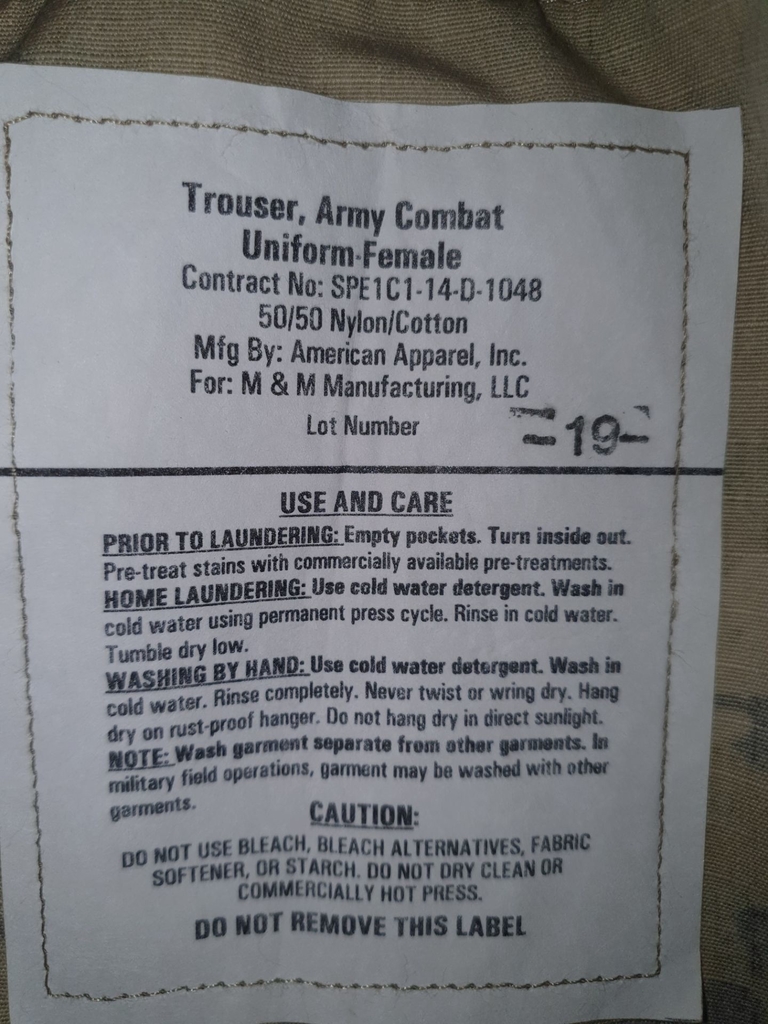 Trouser, Army Combat
Uniform-Female
Contract No: SPE1C1-14-D-1048
50/50 Nylon/Cotton
Mfg By: American Apparel, Inc.
For: M & M Manufacturing, LLC
Lot Number -19-
USE AND CARE
PRIOR TO LAUNDERING: Empty pockets. Turn inside out.
Pre-treat stains with commercially available pre-treatments.
HOME LAUNDERING: Use cold water detergent. Wash in
cold water using permanent press cycle. Rinse in cold water.
Tumble dry low.
WASHING BY HAND: Use cold water detergent. Wash in
cold water. Rinse completely. Never twist or wring dry. Hang
dry on rust-proof hanger. Do not hang dry in direct sunlight.
NOTE: Wash garment separate from other garments. In
military field operations, garment may be washed with other
garments.
CAUTION:
DO NOT USE BLEACH, BLEACH ALTERNATIVES, FABRIC
SOFTENER, OR STARCH. DO NOT DRY CLEAN OR
COMMERCIALLY HOT PRESS.
DO NOT REMOVE THIS LABEL